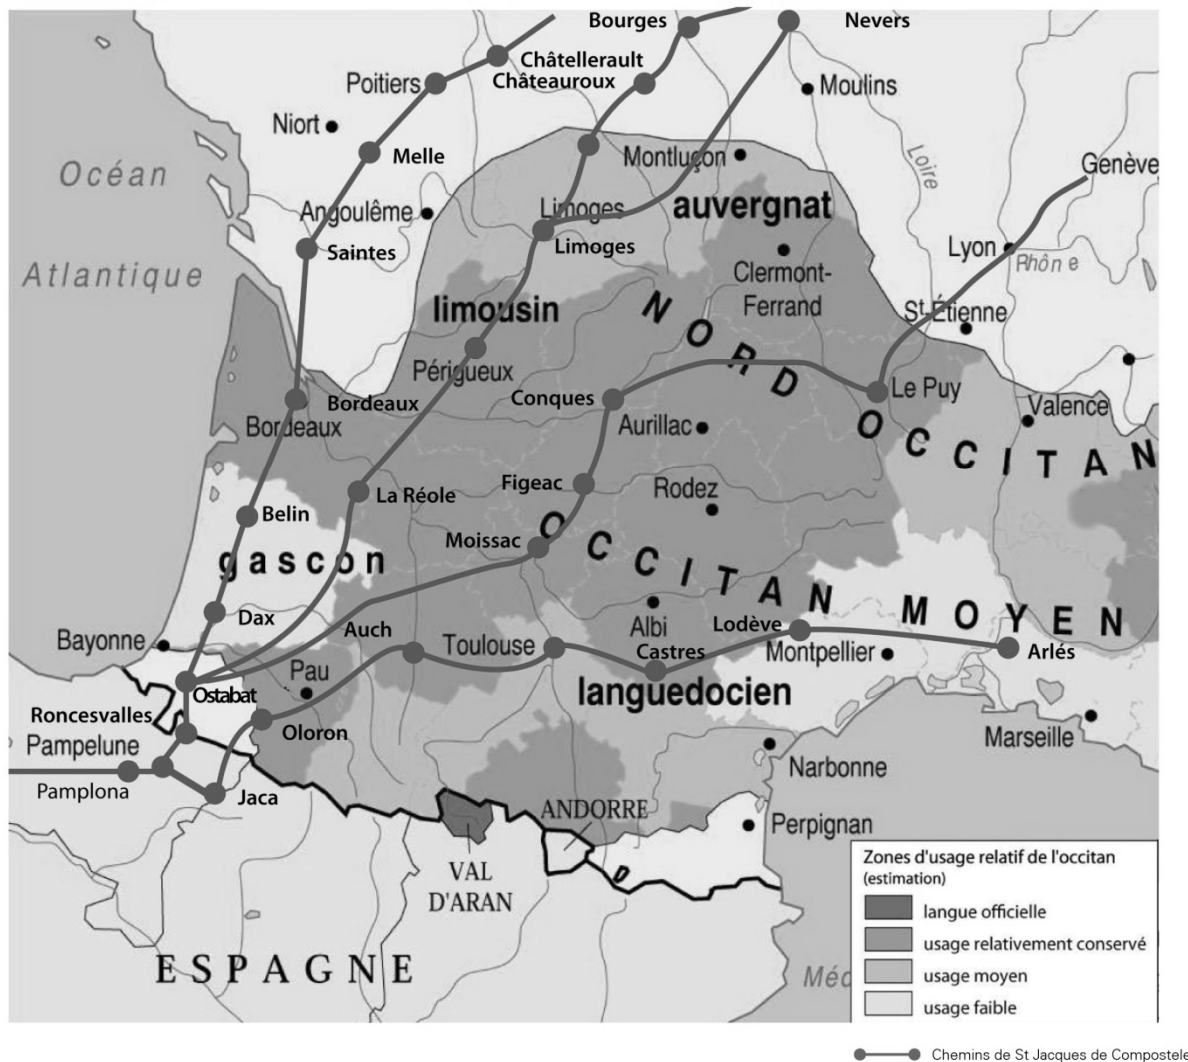 Bourges
Nevers
Châtellerault
Poitiers
Châteauroux
Moulins
Niort
Melle
Montluçon
Loire
Genève
Océan
Atlantique
Angoulême
Limoges
auvergnat
Saintes
Limoges
Lyon
Rhône
Clermont-
Ferrand
limousin
NORD OCCITAN
St-Étienne
Périgueux
Le Puy
Bordeaux
Conques
Valence
Bordeaux
Aurillac
La Réole
Figeac
Rodez
Belin
Moissac
OCCITAN MOYEN
gascon
Dax
Auch
Toulouse
Albi
Lodève
Bayonne
Castres
Montpellier
Arlés
Pau
Ostabat
languedocien
Roncesvalles
Oloron
Marseille
Pampelune
Narbonne
Pamplona
Jaca
ANDORRE
Perpignan
VAL
D'ARAN
D
ESPAGNE
Méd
Zones d'usage relatif de l'occitan
(estimation)
langue officielle
usage relativement conservé
usage moyen
usage faible
Chemins de St Jacques de Compostele